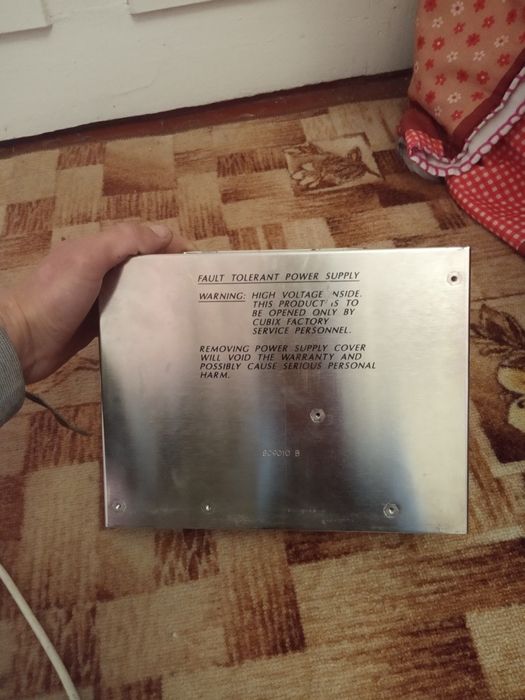 FAULT TOLERANT POWER SUPPLY
WARNING: HIGH VOLTAGE INSIDE.
THIS PRODUCT IS TO
BE OPENED ONLY BY
CUBIX FACTORY
SERVICE PERSONNEL.
REMOVING POWER SUPPLY COVER
WILL VOID THE WARRANTY AND
POSSIBLY CAUSE SERIOUS PERSONAL
HARM.